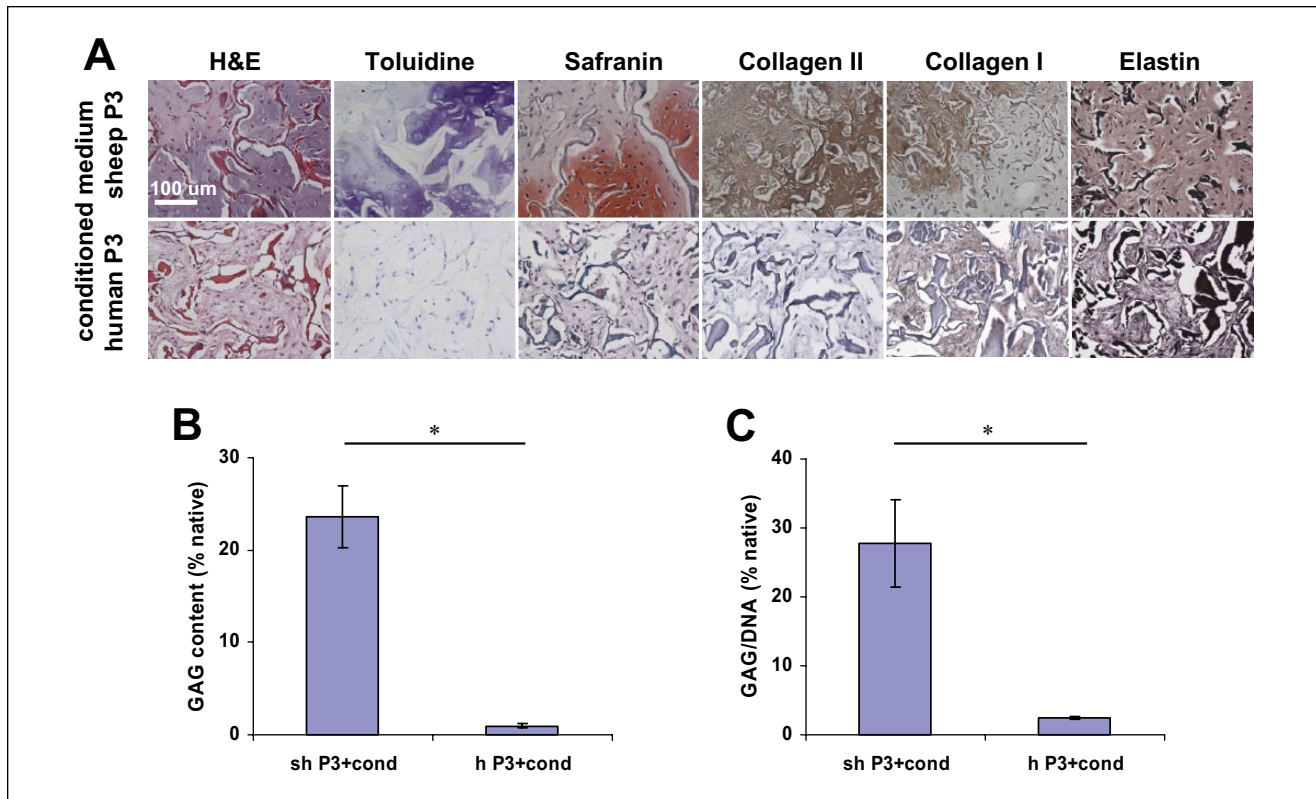 A
H&E Toluidine Safranin Collagen II Collagen I Elastin
conditioned medium
sheep P3
human P3
100 um
B
*
GAG content (% native)
30
20
10
0
sh P3+cond h P3+cond
C
*
GAG/DNA (% native)
40
30
20
10
0
sh P3+cond h P3+cond